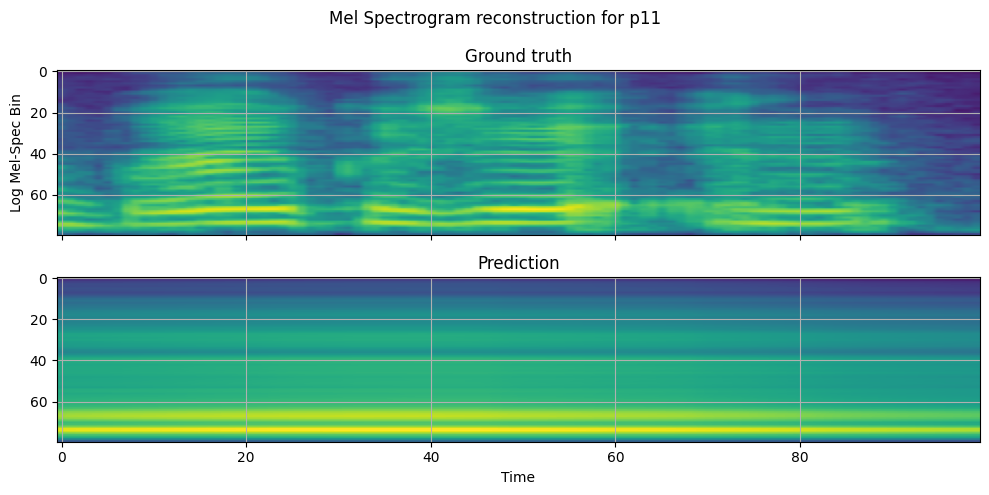 Mel Spectrogram reconstruction for p11
Ground truth
0
20
40
60
Log Mel-Spec Bin
Prediction
0
20
40
60
0 20 40 60 80
Time